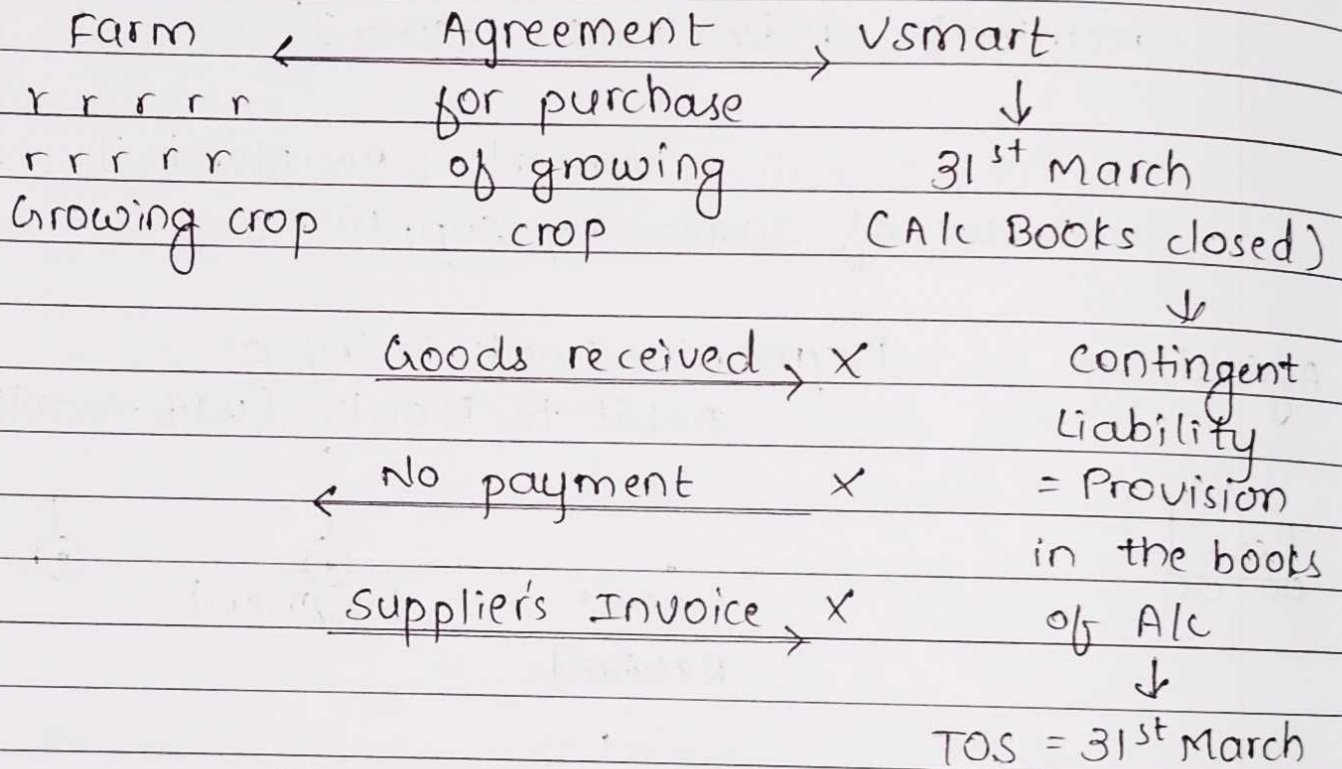 Farm ← Agreement → Vsmart
r r r r r for purchase ↓
r r r r r of growing 31st March
Growing crop crop (A/c Books closed)
↓
Goods received → X Contingent
Liability
← No payment X = Provision
in the books
Supplier's Invoice → X of A/c
↓
TOS = 31st March